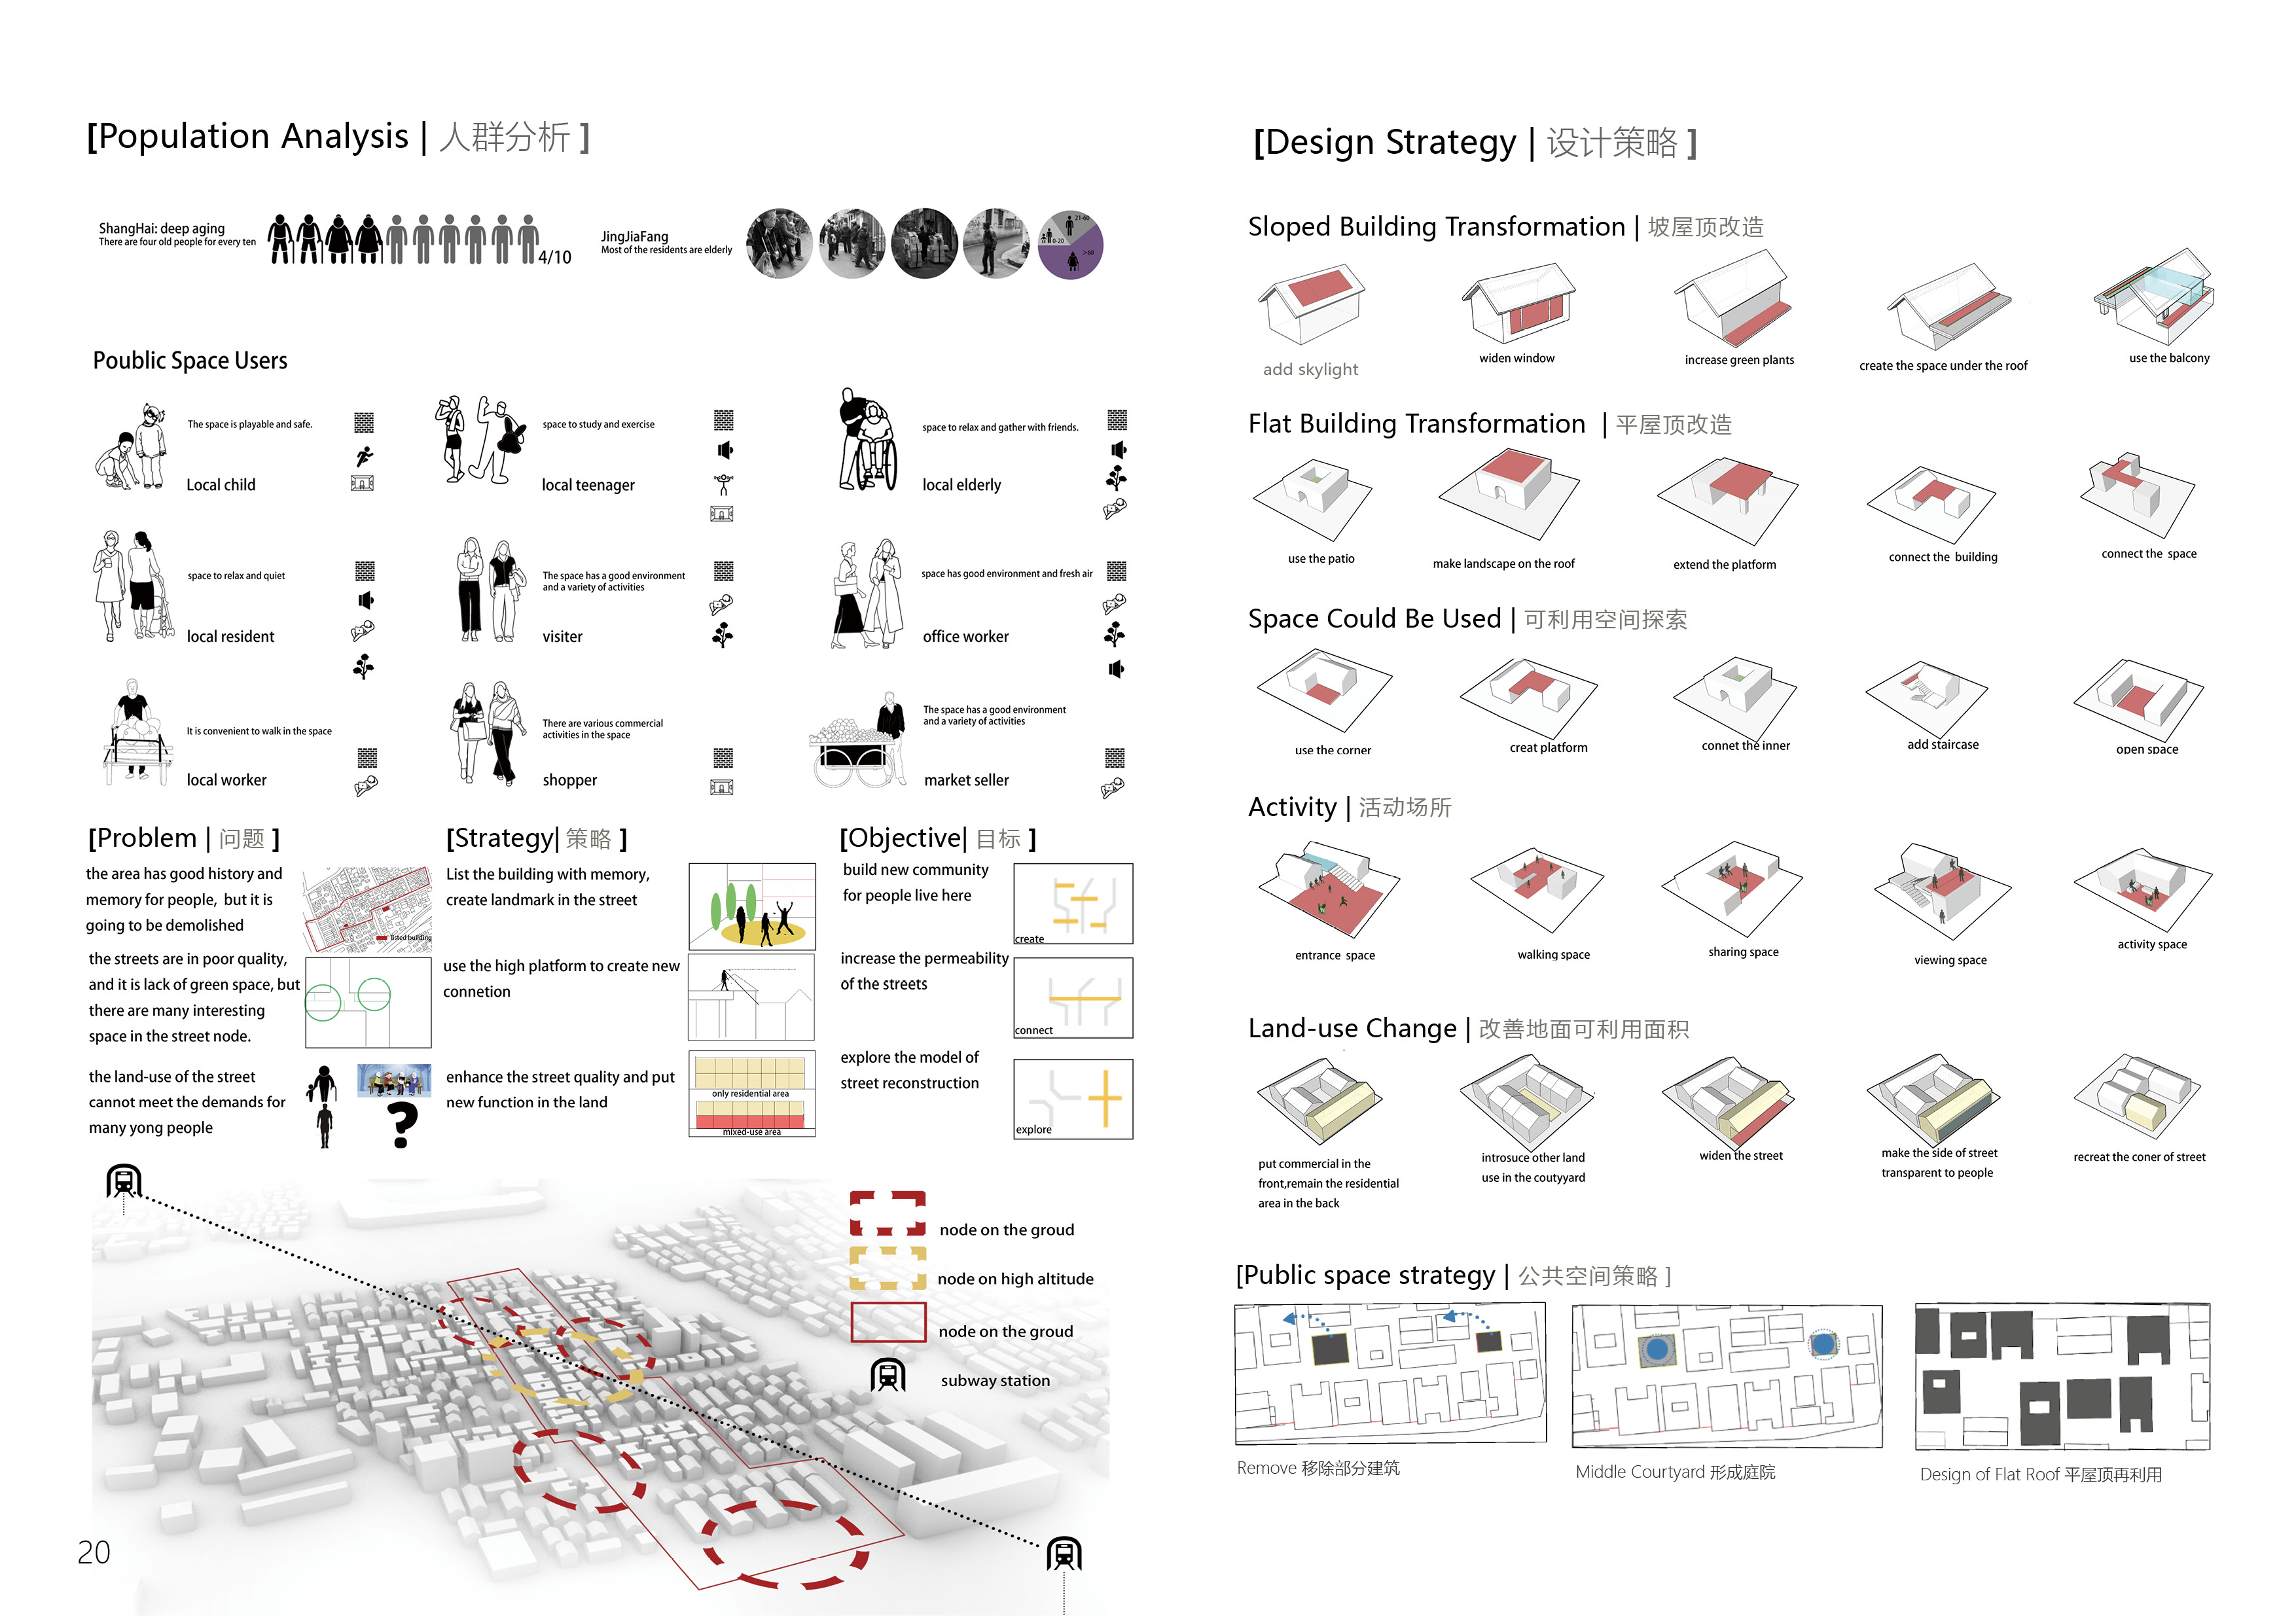 [Population Analysis | 人群分析 ]
ShangHai: deep aging
There are four old people for every ten
4/10
JingJiaFang
Most of the residents are elderly
21-60
0-20
>60
Poublic Space Users
The space is playable and safe.
Local child
space to study and exercise
local teenager
space to relax and gather with friends.
local elderly
space to relax and quiet
local resident
The space has a good environment
and a variety of activities
visiter
space has good environment and fresh air
office worker
It is convenient to walk in the space
local worker
There are various commercial
activities in the space
shopper
The space has a good environment
and a variety of activities
market seller
[Problem | 问题 ]
the area has good history and
memory for people, but it is
going to be demolished
listed building
the streets are in poor quality,
and it is lack of green space, but
there are many interesting
space in the street node.
the land-use of the street
cannot meet the demands for
many yong people
?
[Strategy| 策略 ]
List the building with memory,
create landmark in the street
use the high platform to create new
connetion
enhance the street quality and put
new function in the land
only residential area
mixed-use area
[Objective| 目标 ]
build new community
for people live here
create
increase the permeability
of the streets
connect
explore the model of
street reconstruction
explore
node on the groud
node on high altitude
node on the groud
subway station
20
[Design Strategy | 设计策略 ]
Sloped Building Transformation | 坡屋顶改造
add skylight
widen window
increase green plants
create the space under the roof
use the balcony
Flat Building Transformation | 平屋顶改造
use the patio
make landscape on the roof
extend the platform
connect the building
connect the space
Space Could Be Used | 可利用空间探索
use the corner
creat platform
connet the inner
add staircase
open space
Activity | 活动场所
entrance space
walking space
sharing space
viewing space
activity space
Land-use Change | 改善地面可利用面积
put commercial in the
front,remain the residential
area in the back
introsuce other land
use in the coutyyard
widen the street
make the side of street
transparent to people
recreat the coner of street
[Public space strategy | 公共空间策略 ]
Remove 移除部分建筑
Middle Courtyard 形成庭院
Design of Flat Roof 平屋顶再利用